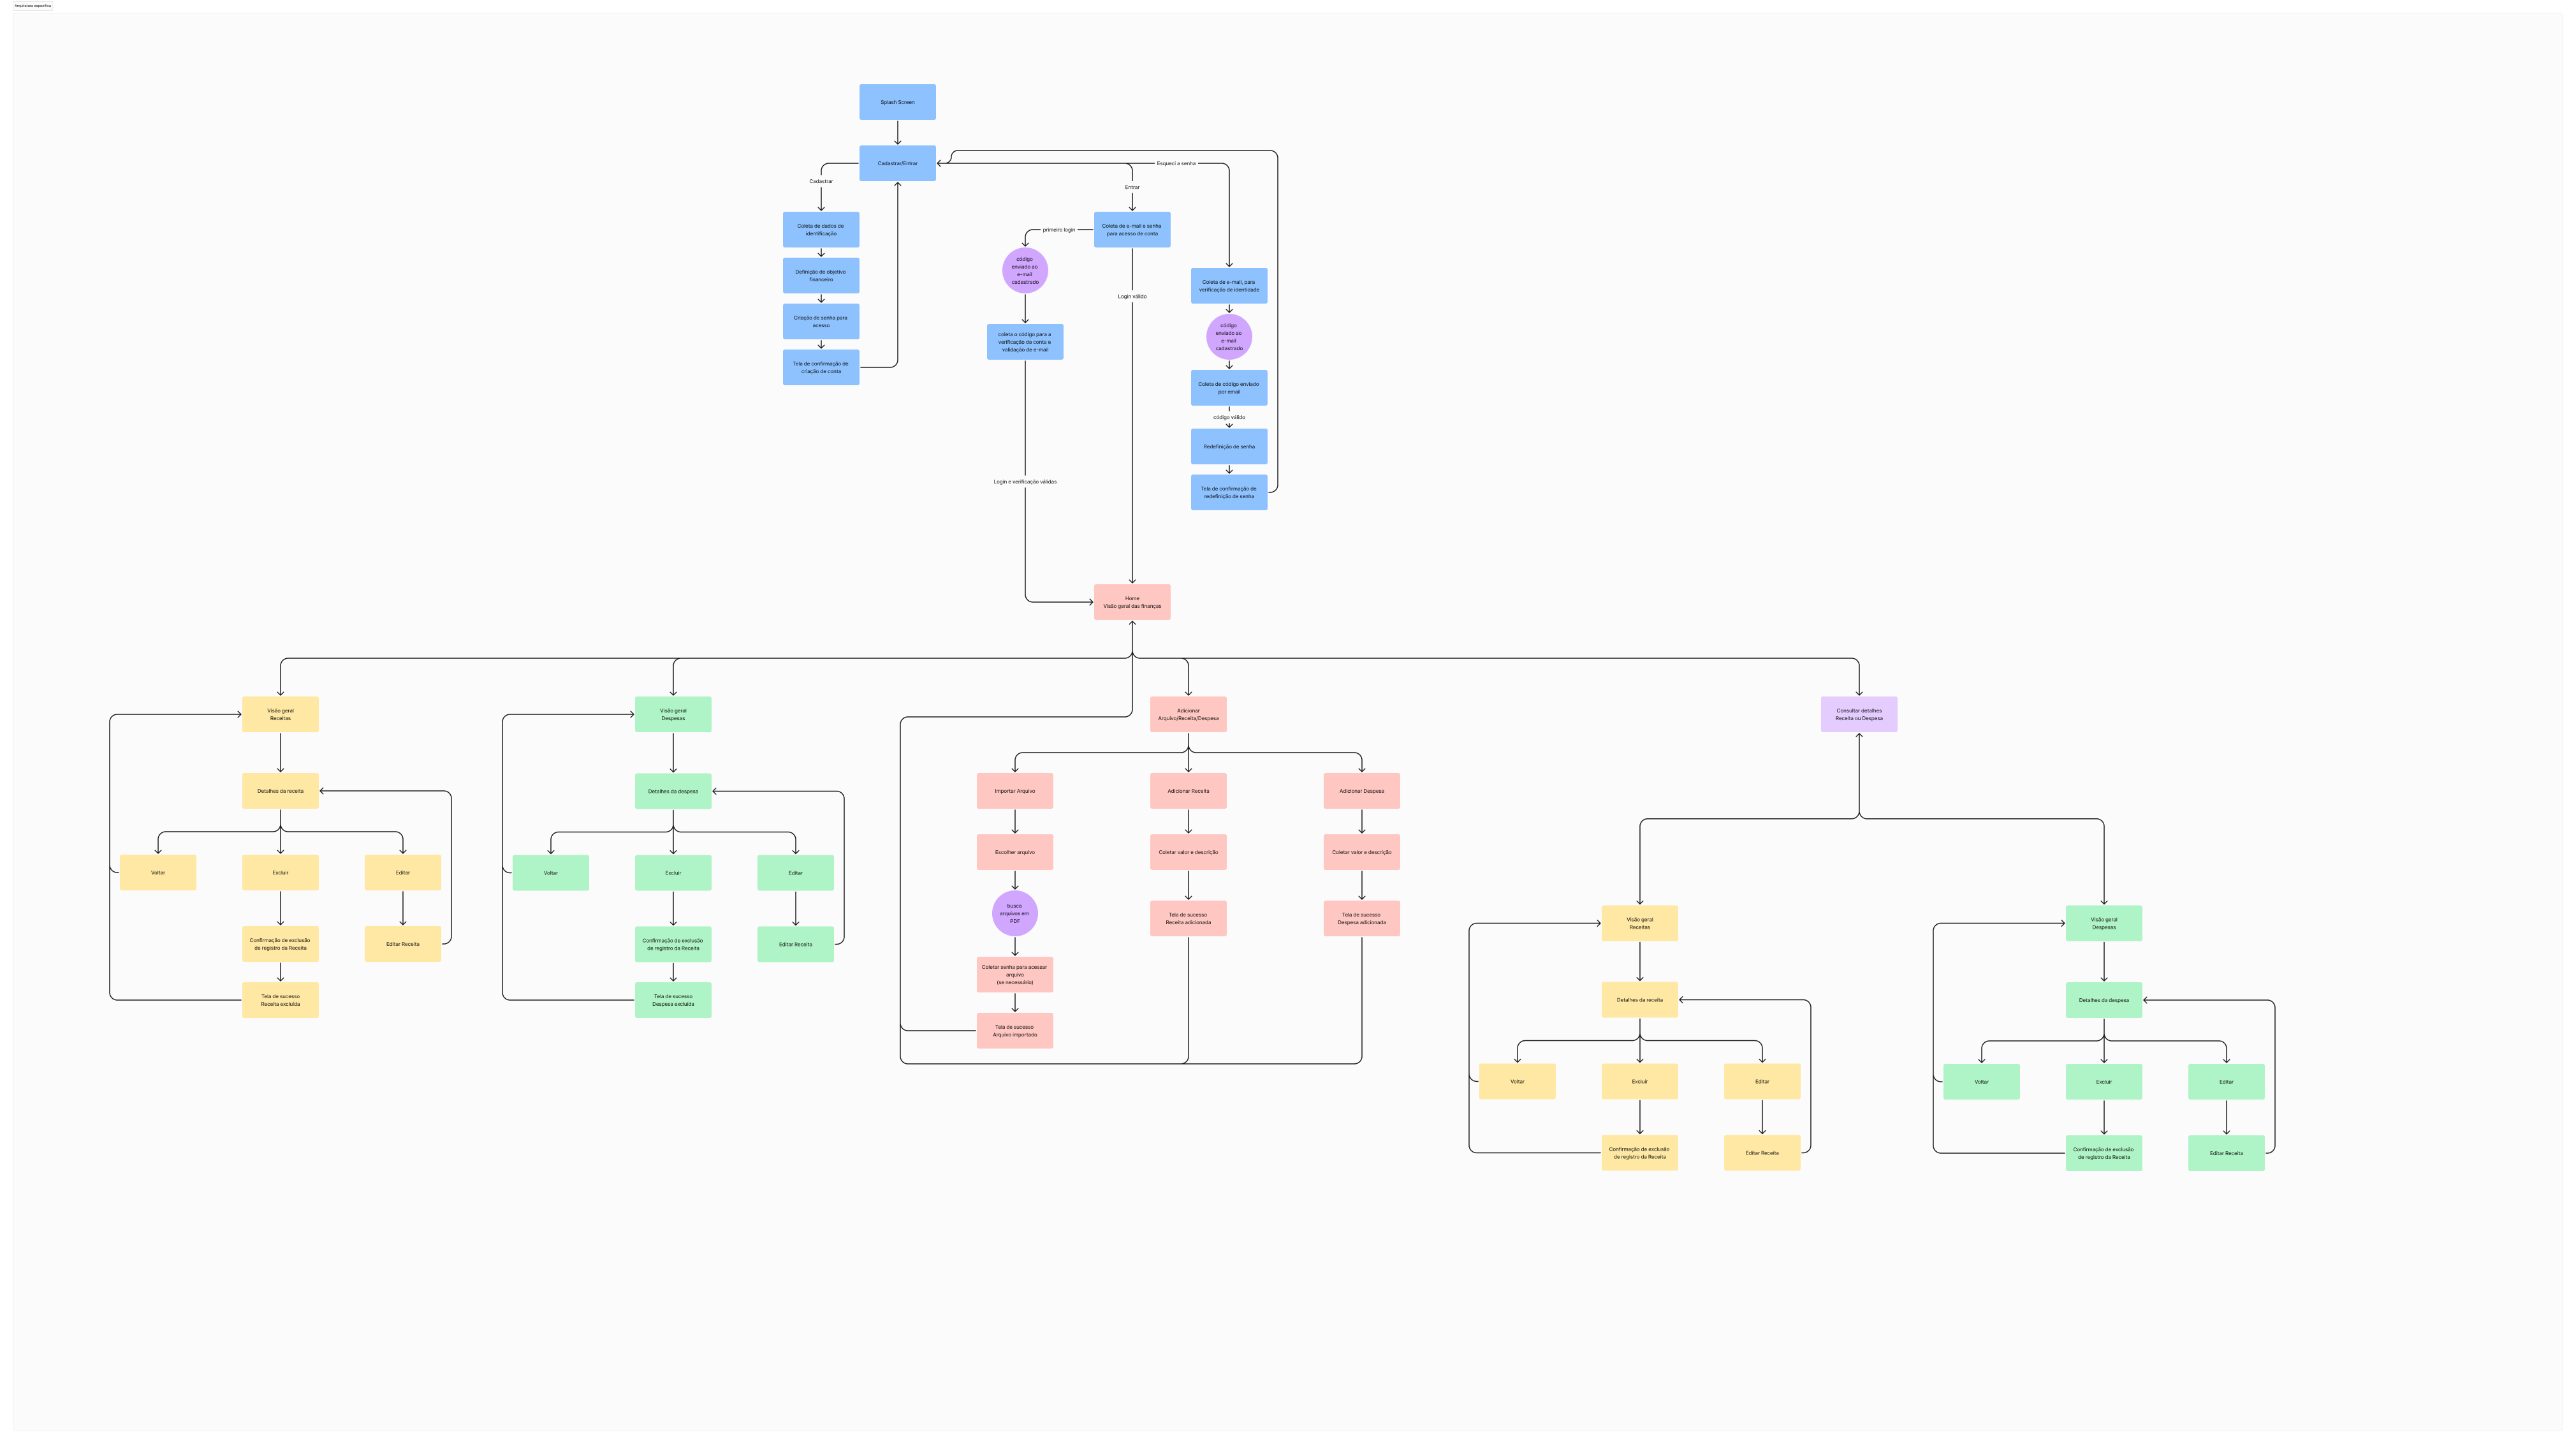 Arquitetura específica
Splash Screen
Cadastrar/Entrar
Esqueci a senha
Cadastrar
Entrar
Coleta de dados de
identificação
Definição de objetivo
financeiro
Criação de senha para
acesso
Tela de confirmação de
criação de conta
Coleta de e-mail e senha
para acesso de conta
primeiro login
código
enviado ao
e-mail
cadastrado
coleta o código para a
verificação da conta e
validação de e-mail
Login e verificação válidas
Login válido
Coleta de e-mail, para
verificação de identidade
código
enviado ao
e-mail
cadastrado
Coleta de código enviado
por email
código válido
Redefinição de senha
Tela de confirmação de
redefinição de senha
Home
Visão geral das finanças
Visão geral
Receitas
Detalhes da receita
Voltar
Excluir
Editar
Confirmação de exclusão
de registro da Receita
Editar Receita
Tela de sucesso
Receita excluída
Visão geral
Despesas
Detalhes da despesa
Voltar
Excluir
Editar
Confirmação de exclusão
de registro da Receita
Editar Receita
Tela de sucesso
Despesa excluída
Adicionar
Arquivo/Receita/Despesa
Importar Arquivo
Adicionar Receita
Adicionar Despesa
Escolher arquivo
Coletar valor e descrição
Coletar valor e descrição
busca
arquivos em
PDF
Tela de sucesso
Receita adicionada
Tela de sucesso
Despesa adicionada
Coletar senha para acessar
arquivo
(se necessário)
Tela de sucesso
Arquivo Importado
Consultar detalhes
Receita ou Despesa
Visão geral
Receitas
Detalhes da receita
Voltar
Excluir
Editar
Confirmação de exclusão
de registro da Receita
Editar Receita
Visão geral
Despesas
Detalhes da despesa
Voltar
Excluir
Editar
Confirmação de exclusão
de registro da Receita
Editar Receita